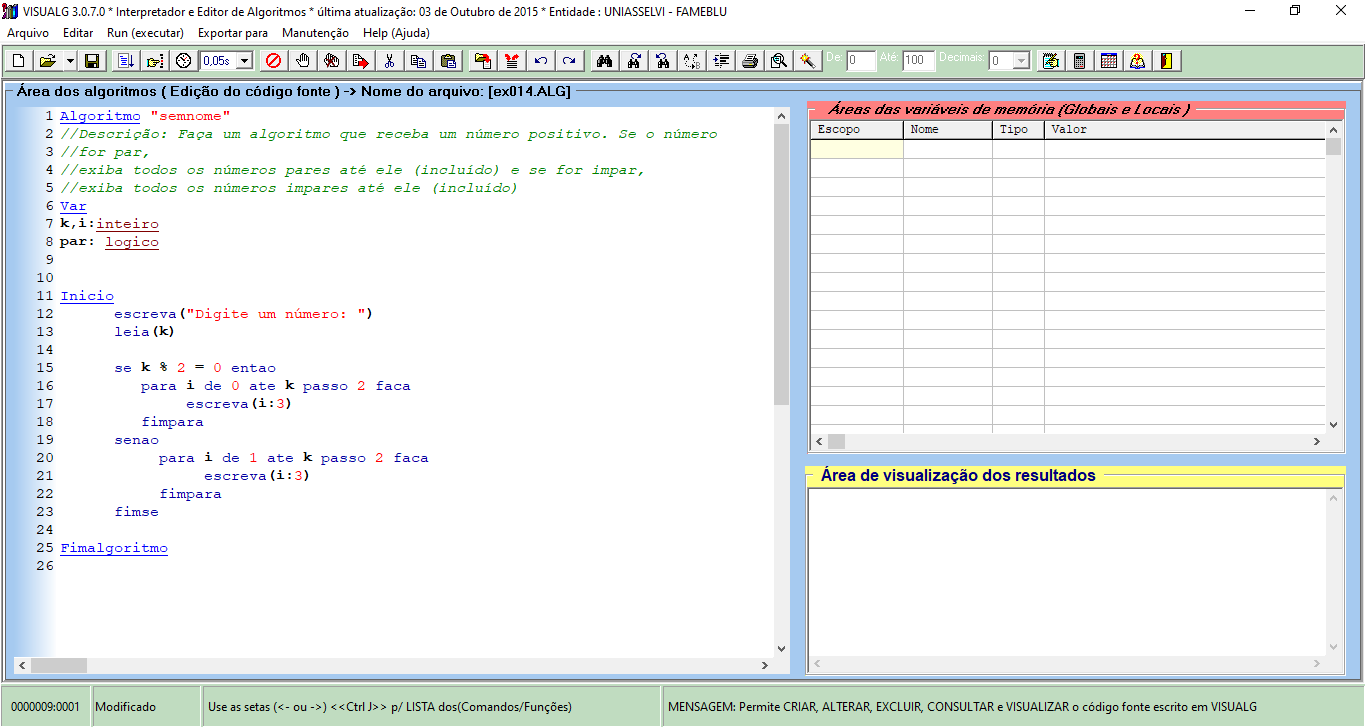 VISUALG 3.0.7.0 * Interpretador e Editor de Algoritmos * última atualização: 03 de Outubro de 2015 * Entidade : UNIASSELVI - FAMEBLU
Arquivo Editar Run (executar) Exportar para Manutenção Help (Ajuda)
0,05s De: 0 Até: 100 Decimais: 0
Área dos algoritmos ( Edição do código fonte ) -> Nome do arquivo: [ex014.ALG]
1 Algoritmo "semnome"
2 //Descrição: Faça um algoritmo que receba um número positivo. Se o número
3 //for par,
4 //exiba todos os números pares até ele (incluído) e se for impar,
5 //exiba todos os números impares até ele (incluído)
6 Var
7 k,i:inteiro
8 par: logico
9
10
11 Inicio
12 escreva("Digite um número: ")
13 leia(k)
14
15 se k % 2 = 0 entao
16 para i de 0 ate k passo 2 faca
17 escreva(i:3)
18 fimpara
19 senao
20 para i de 1 ate k passo 2 faca
21 escreva(i:3)
22 fimpara
23 fimse
24
25 Fimalgoritmo
26
Áreas das variáveis de memória (Globais e Locais )
Escopo Nome Tipo Valor
Área de visualização dos resultados
0000009:0001 Modificado Use as setas (<- ou ->) <<Ctrl J>> p/ LISTA dos(Comandos/Funções) MENSAGEM: Permite CRIAR, ALTERAR, EXCLUIR, CONSULTAR e VISUALIZAR o código fonte escrito em VISUALG